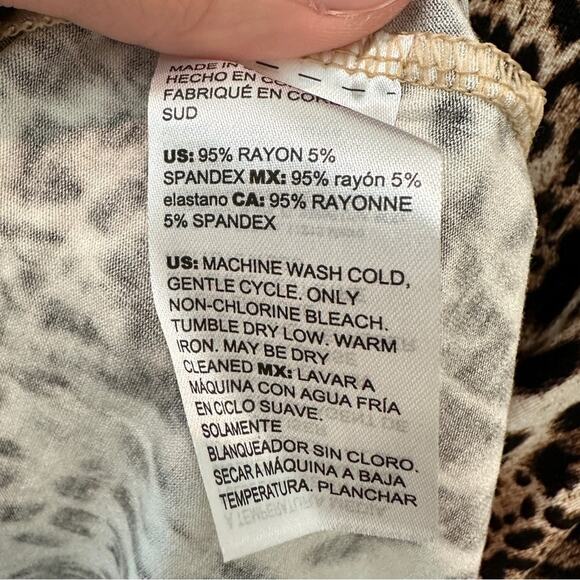 MADE IN
HECHO EN
FABRIQUÉ EN
SUD
US: 95% RAYON 5%
SPANDEX MX: 95% rayón 5%
elastano CA: 95% RAYONNE
5% SPANDEX
US: MACHINE WASH COLD,
GENTLE CYCLE. ONLY
NON-CHLORINE BLEACH.
TUMBLE DRY LOW. WARM
IRON. MAY BE DRY
CLEANED MX: LAVAR A
MÁQUINA CON AGUA FRÍA
EN CICLO SUAVE.
SOLAMENTE
BLANQUEADOR SIN CLORO.
SECAR A MÁQUINA A BAJA
TEMPERATURA. PLANCHAR